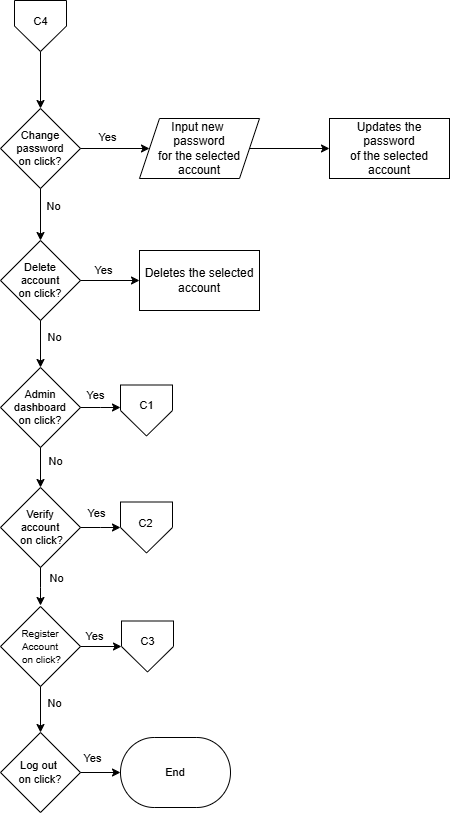 C4
Change
password
on click?
Yes
Input new
password
for the selected
account
Updates the
password
of the selected
account
No
Delete
account
on click?
Yes
Deletes the selected
account
No
Admin
dashboard
on click?
Yes
C1
No
Verify
account
on click?
Yes
C2
No
Register
Account
on click?
Yes
C3
No
Log out
on click?
Yes
End